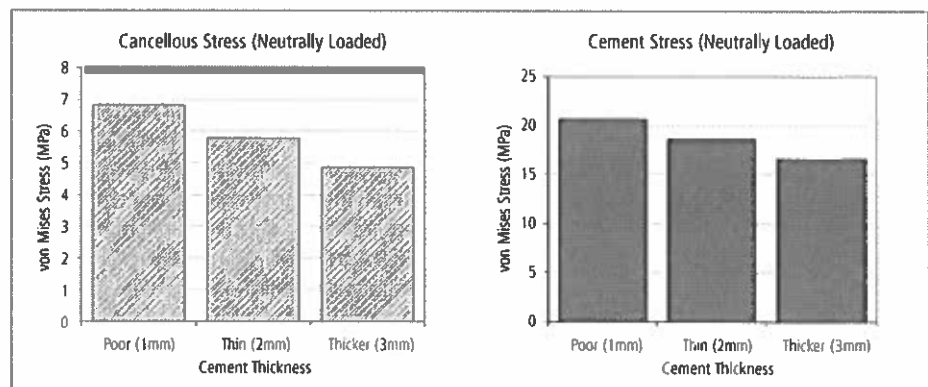 Cancellous Stress (Neutrally Loaded)
8
7
6
5
4
3
2
1
0
von Mises Stress (MPa)
Poor (1mm)
Thin (2mm)
Thicker (3mm)
Cement Thickness
Cement Stress (Neutrally Loaded)
25
20
15
10
5
0
von Mises Stress (MPa)
Poor (1mm)
Thin (2mm)
Thicker (3mm)
Cement Thickness